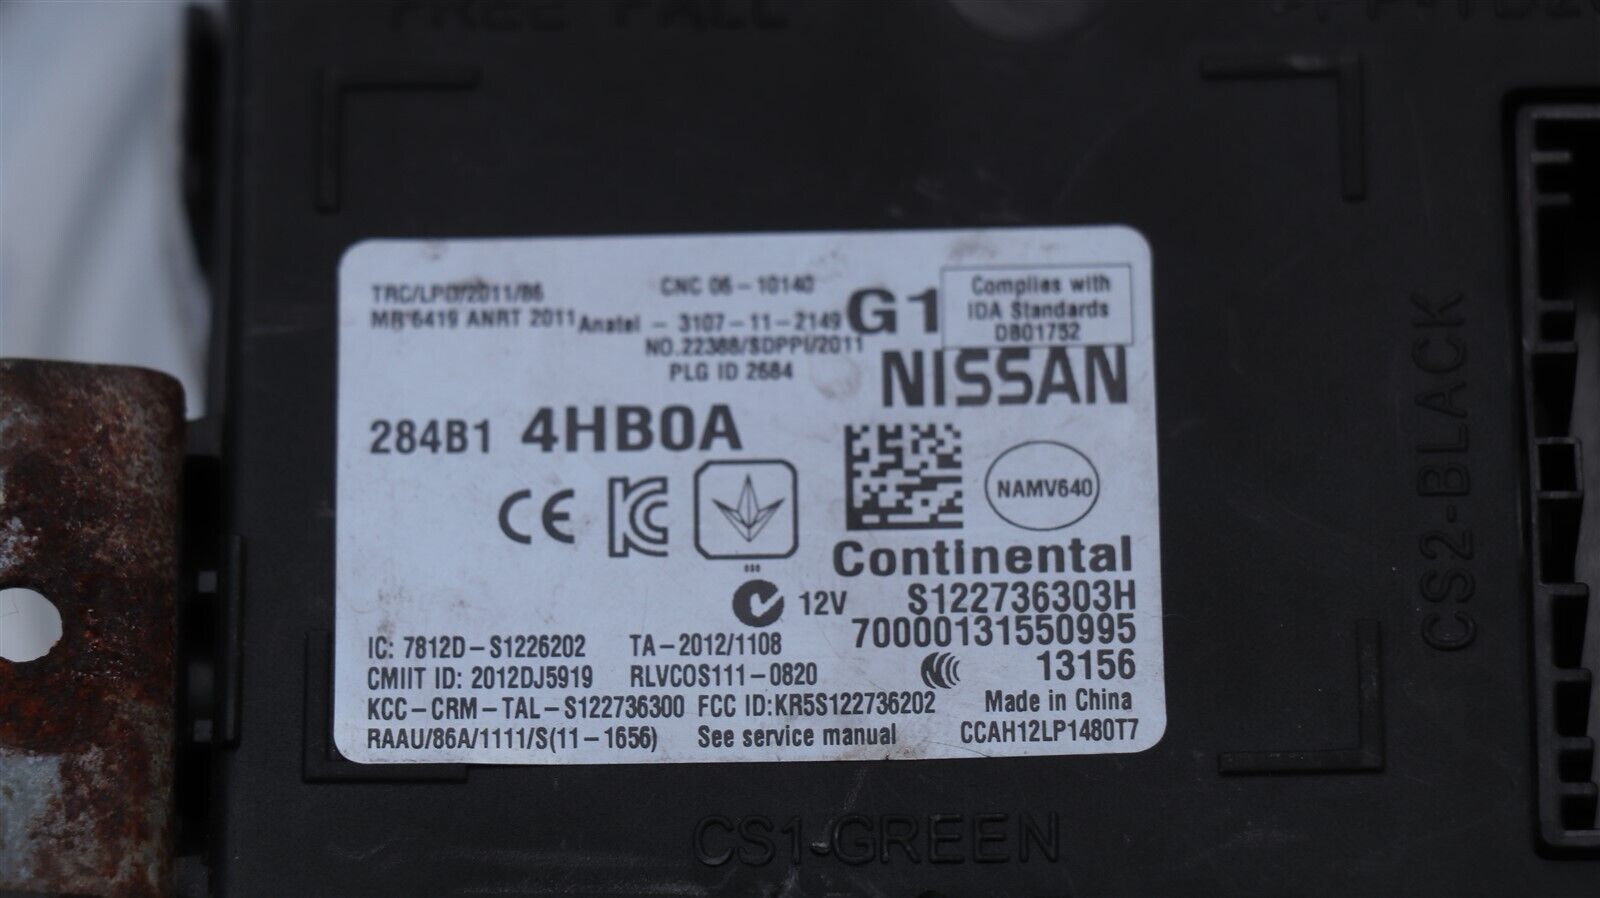 FREE FALL
TRC/LPD/2011/86
CNC 06-10140
MR 6419 ANRT 2011
Anatel - 3107-11-2149
G1
Complies with
IDA Standards
DB01752
NO.22388/SDPPI/2011
PLG ID 2684
NISSAN
284B1 4HB0A
CE
KC
NAMV640
Continental
12V
S122736303H
70000131550995
13156
IC: 7812D-S1226202
TA-2012/1108
CMIIT ID: 2012DJ5919
RLVCOS111-0820
KCC-CRM-TAL-S122736300
FCC ID:KR5S122736202
Made in China
RAAU/86A/1111/S(11-1656)
See service manual
CCAH12LP1480T7
CS1-GREEN
CS2-BLACK